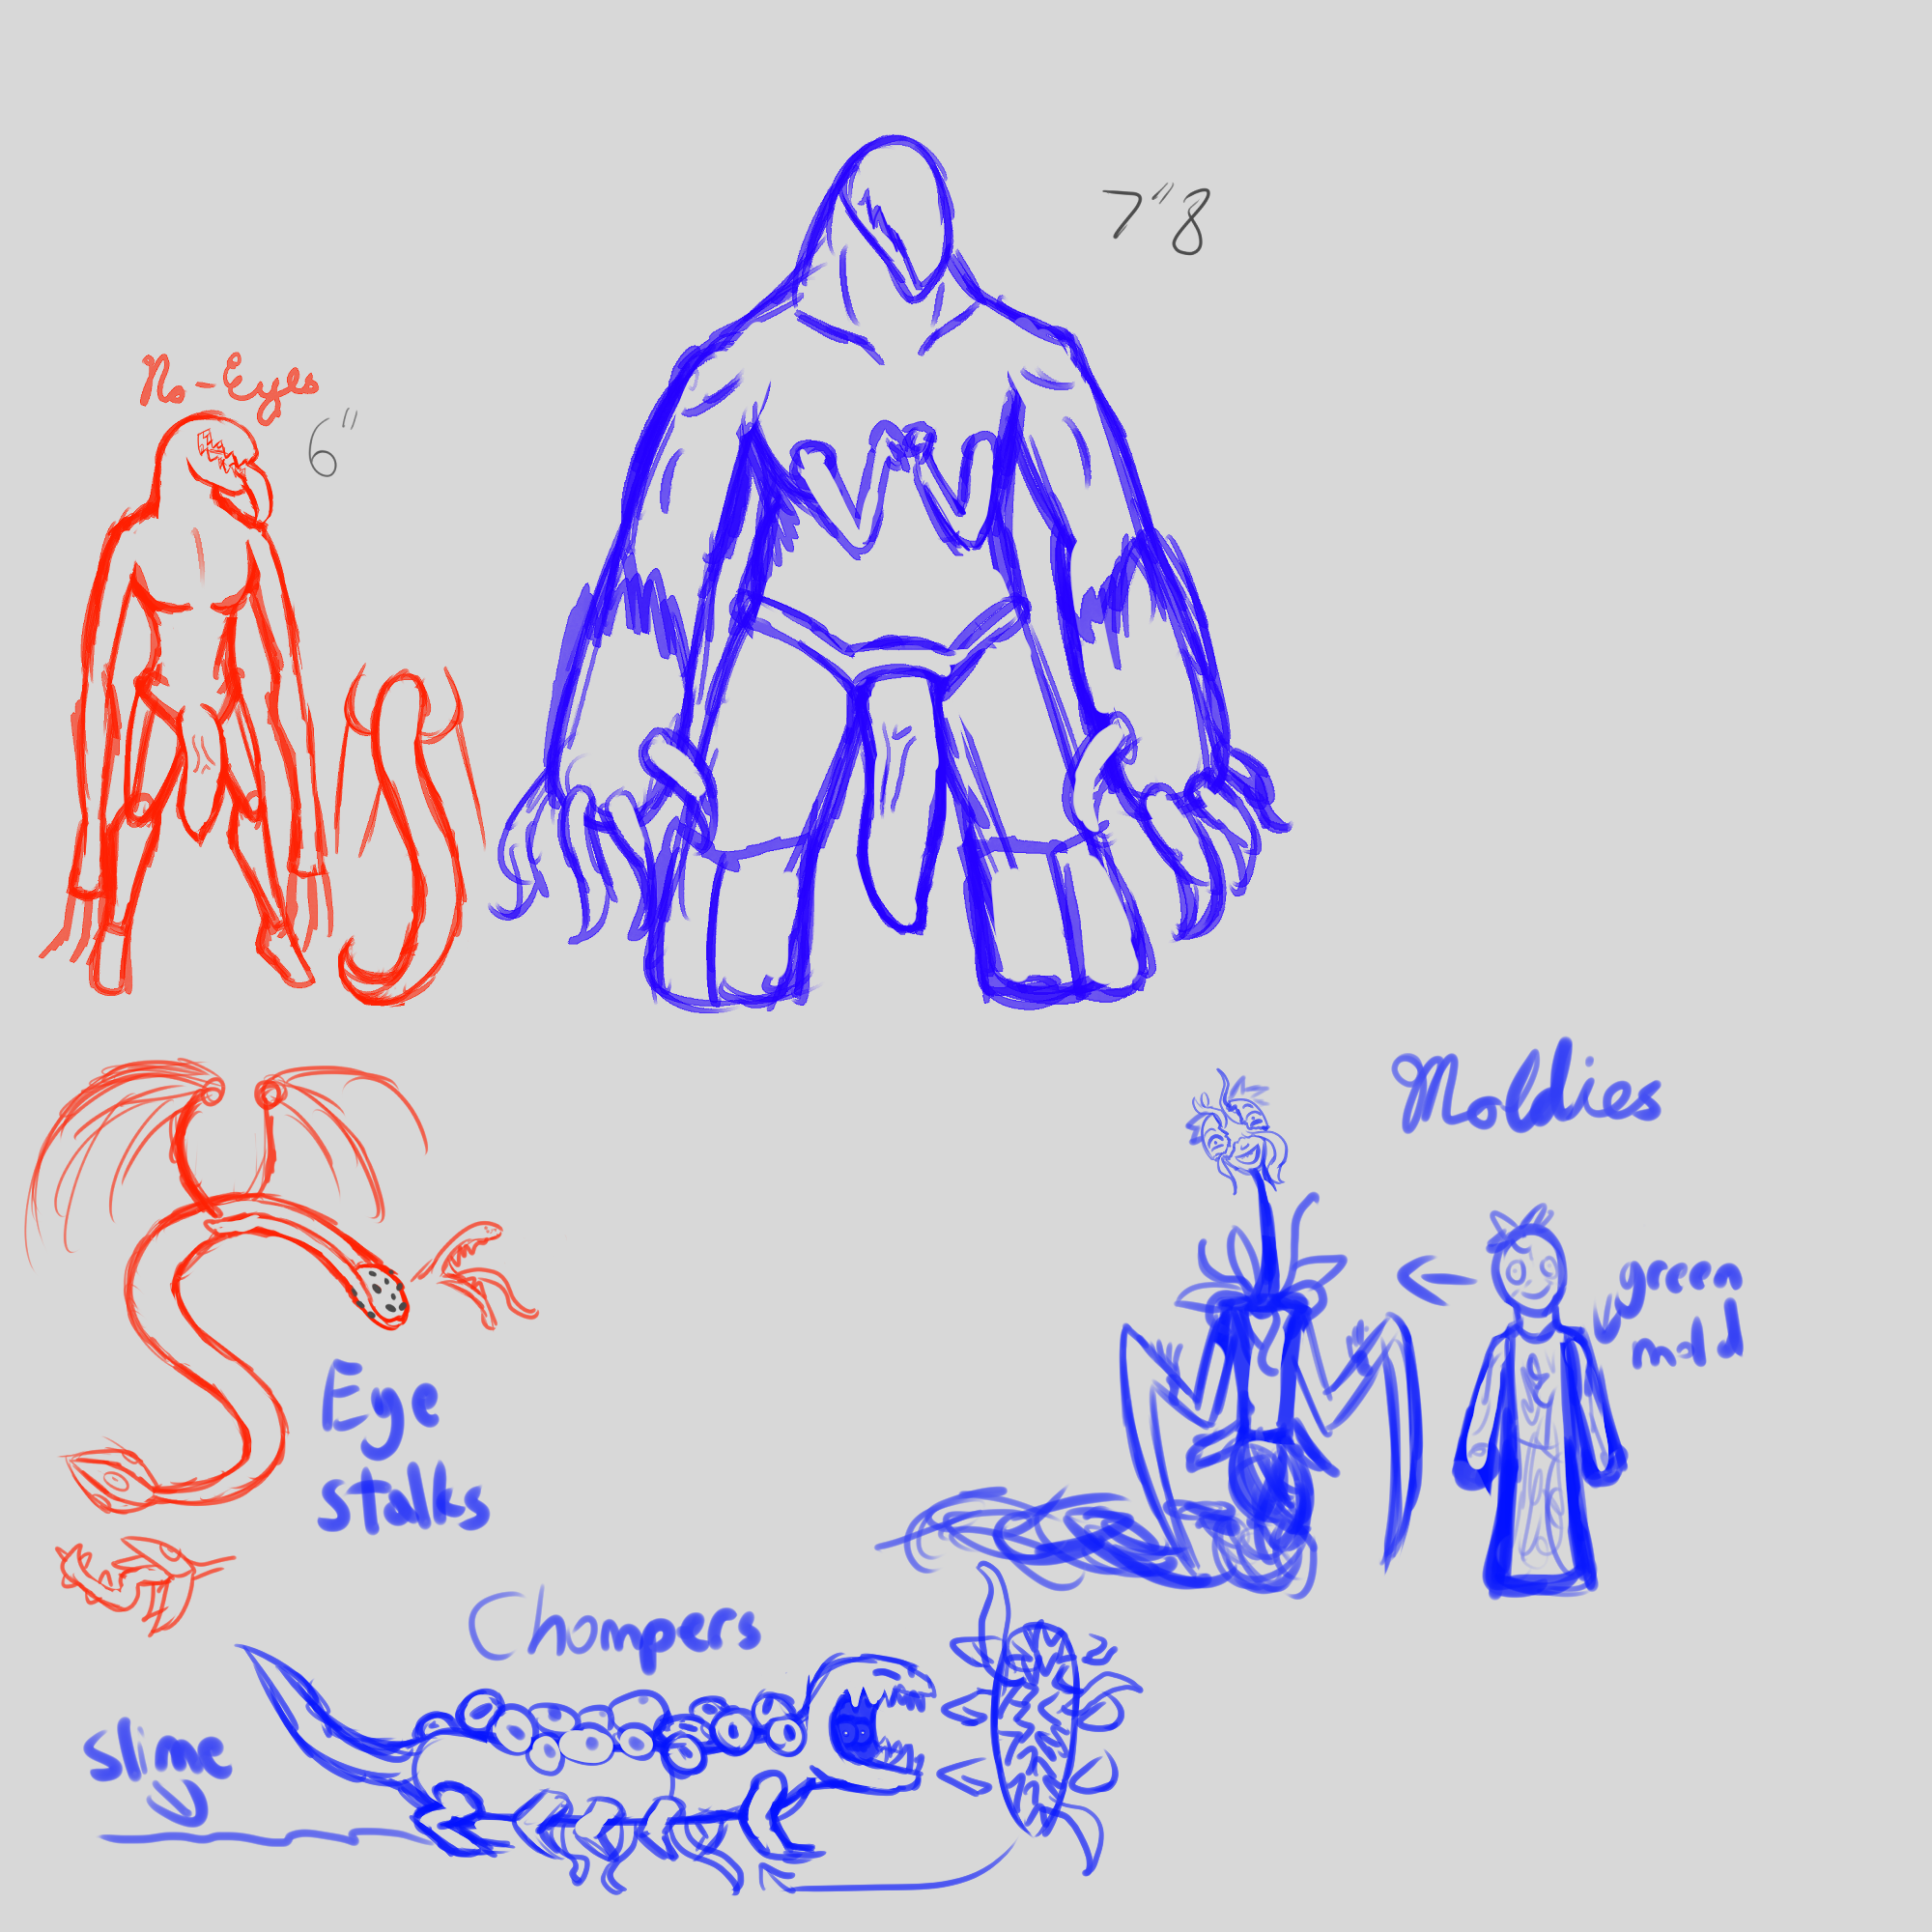 7"8
No-Eyes
6"
Moldies
green
mold
Eye
stalks
Chompers
slime